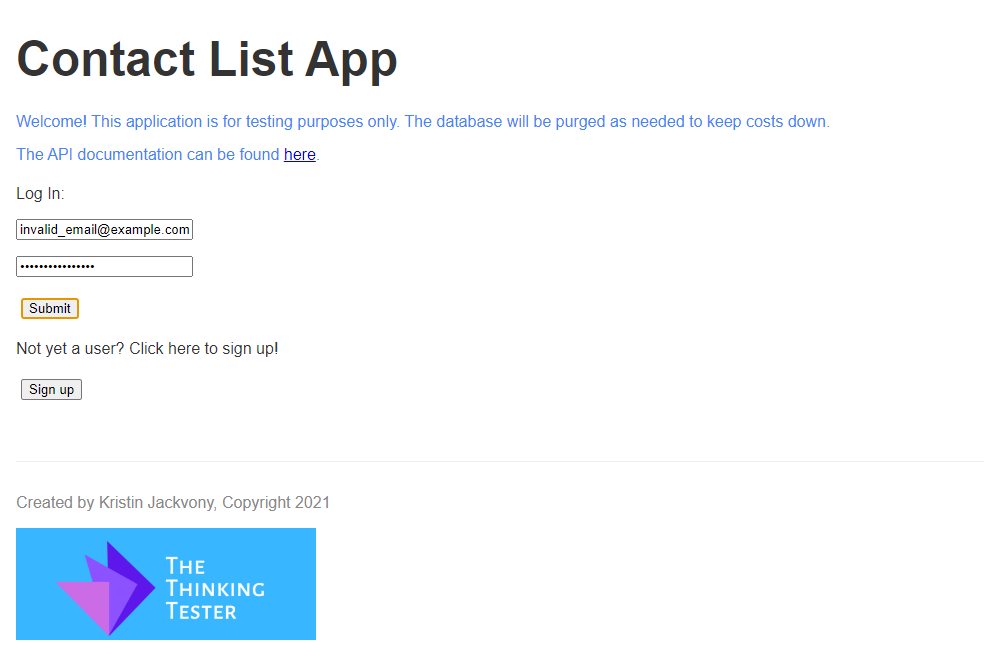 Contact List App
Welcome! This application is for testing purposes only. The database will be purged as needed to keep costs down.
The API documentation can be found here.
Log In:
invalid_email@example.com
••••••••••••••••
Submit
Not yet a user? Click here to sign up!
Sign up
Created by Kristin Jackvony, Copyright 2021
THE
THINKING
TESTER